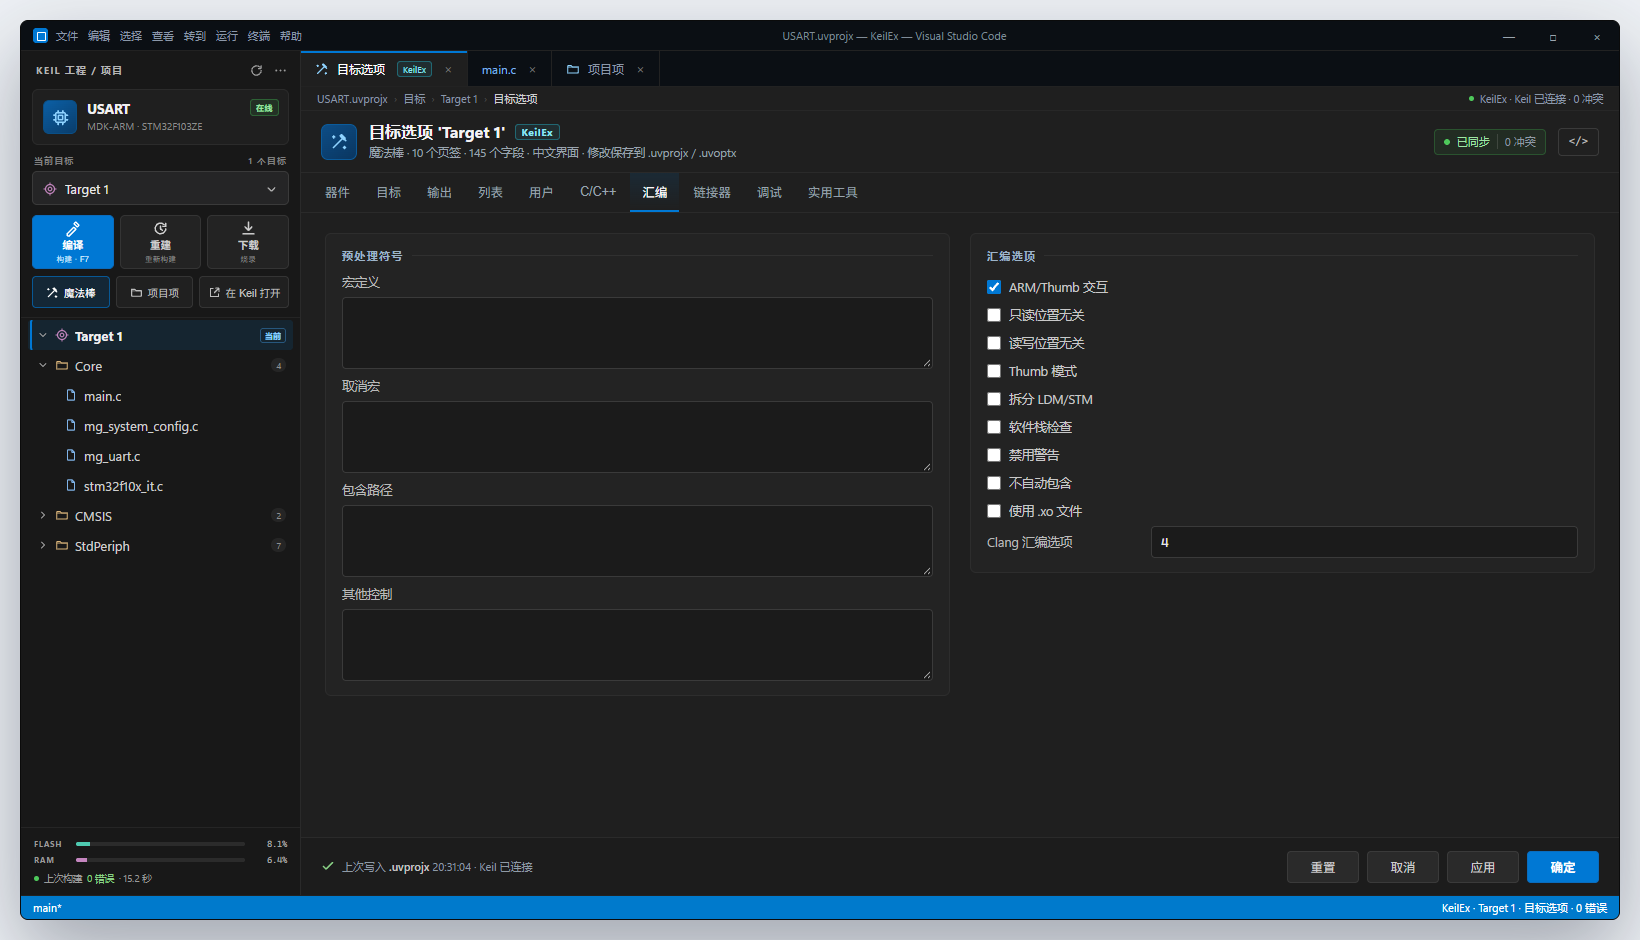 文件 编辑 选择 查看 转到 运行 终端 帮助
USART.uvprojx — KeilEx — Visual Studio Code
KEIL 工程 / 项目
USART
MDK-ARM · STM32F103ZE
在线
当前目标
1 个目标
Target 1
编译
构建 · F7
重建
重新构建
下载
烧录
魔法棒
项目项
在 Keil 打开
Target 1
当前
Core
4
main.c
mg_system_config.c
mg_uart.c
stm32f10x_it.c
CMSIS
2
StdPeriph
7
FLASH
8.1%
RAM
6.4%
上次构建 0 错误 · 15.2 秒
目标选项 KeilEx ×
main.c ×
项目项 ×
USART.uvprojx › 目标 › Target 1 › 目标选项
KeilEx · Keil 已连接 · 0 冲突
目标选项 'Target 1' KeilEx
魔法棒 · 10 个页签 · 145 个字段 · 中文界面 · 修改保存到 .uvprojx / .uvoptx
已同步 0 冲突
</>
器件 目标 输出 列表 用户 C/C++ 汇编 链接器 调试 实用工具
预处理符号
宏定义
取消宏
包含路径
其他控制
汇编选项
ARM/Thumb 交互
只读位置无关
读写位置无关
Thumb 模式
拆分 LDM/STM
软件栈检查
禁用警告
不自动包含
使用 .xo 文件
Clang 汇编选项
4
上次写入 .uvprojx 20:31:04 · Keil 已连接
重置
取消
应用
确定
main*
KeilEx · Target 1 · 目标选项 · 0 错误